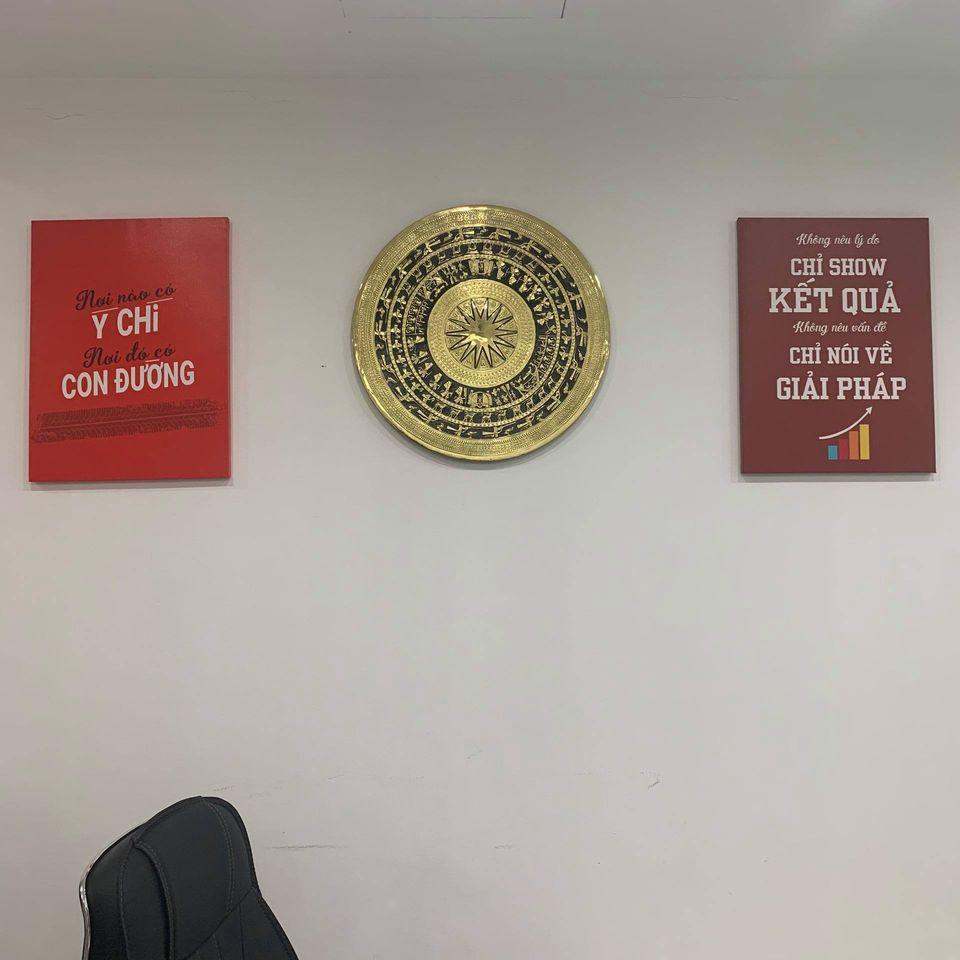 Nơi nào có
Y CHí
Nơi đó có
CON ĐƯỜNG
Không nêu lý do
CHỈ SHOW
KẾT QUẢ
Không nêu vấn đề
CHỈ NÓI VỀ
GIẢI PHÁP